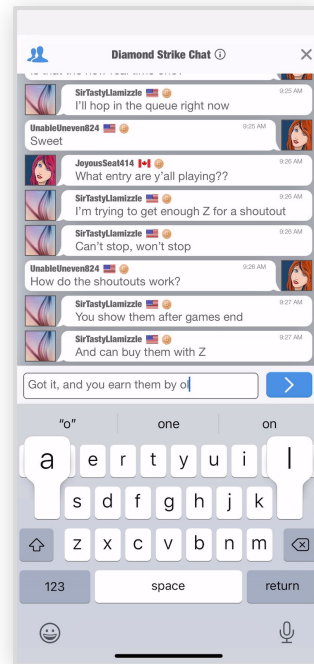 Diamond Strike Chat
SirTastyLlamizzle
9:25 AM
I'll hop in the queue right now
UnableUneven824
9:25 AM
Sweet
JoyousSeat414
9:26 AM
What entry are y'all playing??
SirTastyLlamizzle
9:26 AM
I'm trying to get enough Z for a shoutout
SirTastyLlamizzle
9:26 AM
Can't stop, won't stop
UnableUneven824
9:26 AM
How do the shoutouts work?
SirTastyLlamizzle
9:27 AM
You show them after games end
SirTastyLlamizzle
9:27 AM
And can buy them with Z
Got it, and you earn them by ol
"o" one on
a e r t y u i l
s d f g h j k
z x c v b n m
123 space return